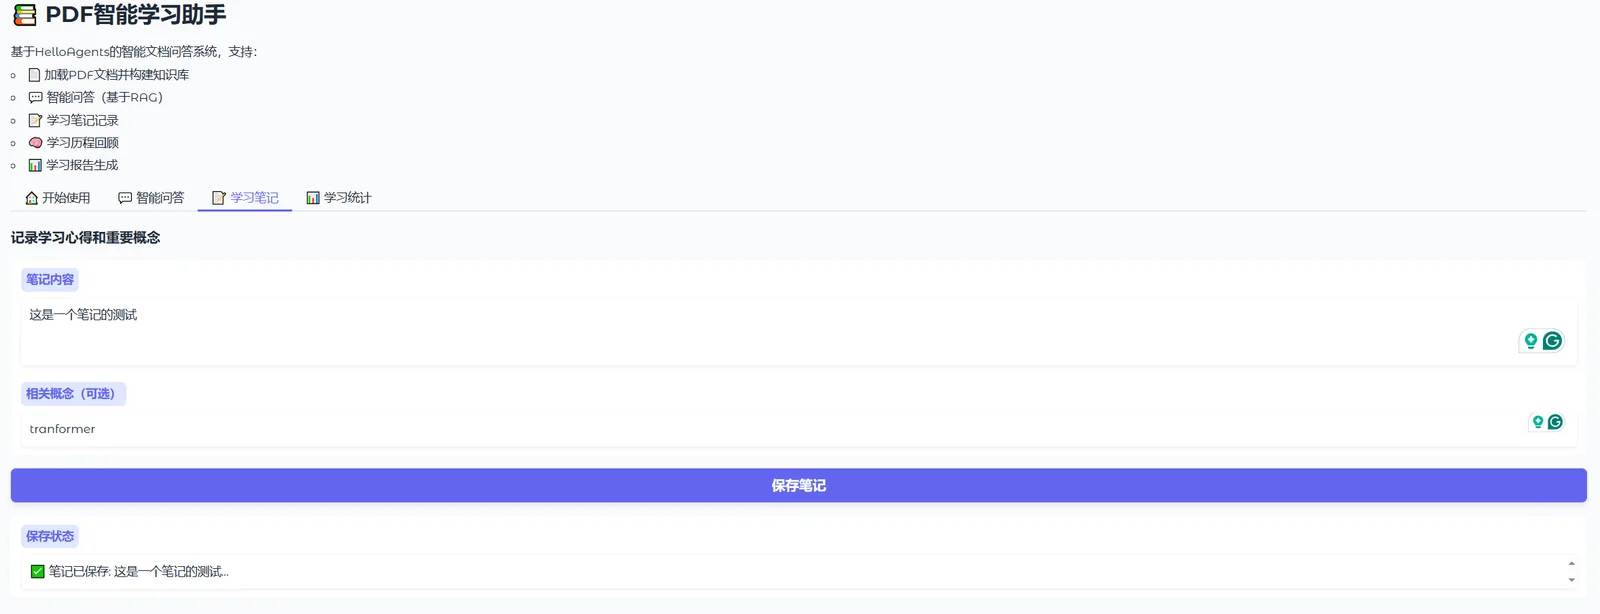 PDF智能学习助手
基于HelloAgents的智能文档问答系统，支持：
加载PDF文档并构建知识库
智能问答（基于RAG）
学习笔记记录
学习历程回顾
学习报告生成
开始使用 智能问答 学习笔记 学习统计
记录学习心得和重要概念
笔记内容
这是一个笔记的测试
相关概念（可选）
tranformer
保存笔记
保存状态
✅ 笔记已保存: 这是一个笔记的测试...